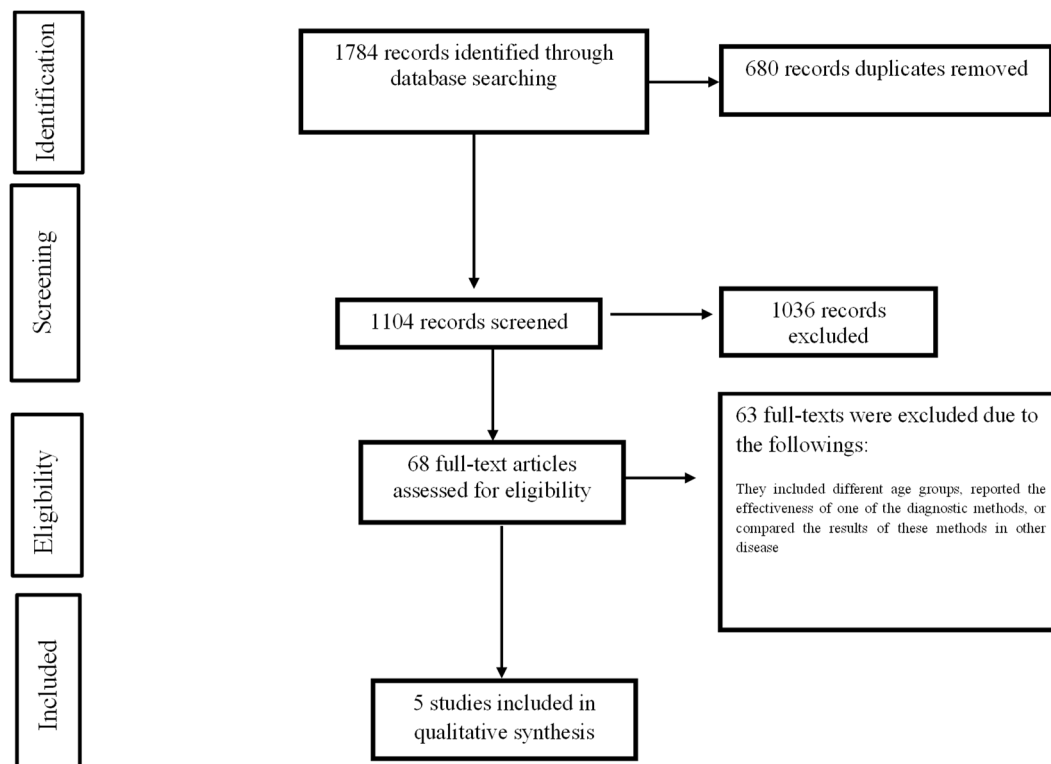 Identification
1784 records identified through
database searching
680 records duplicates removed
Screening
1104 records screened
1036 records
excluded
Eligibility
68 full-text articles
assessed for eligibility
63 full-texts were excluded due to
the followings:
They included different age groups, reported the
effectiveness of one of the diagnostic methods, or
compared the results of these methods in other
disease
Included
5 studies included in
qualitative synthesis